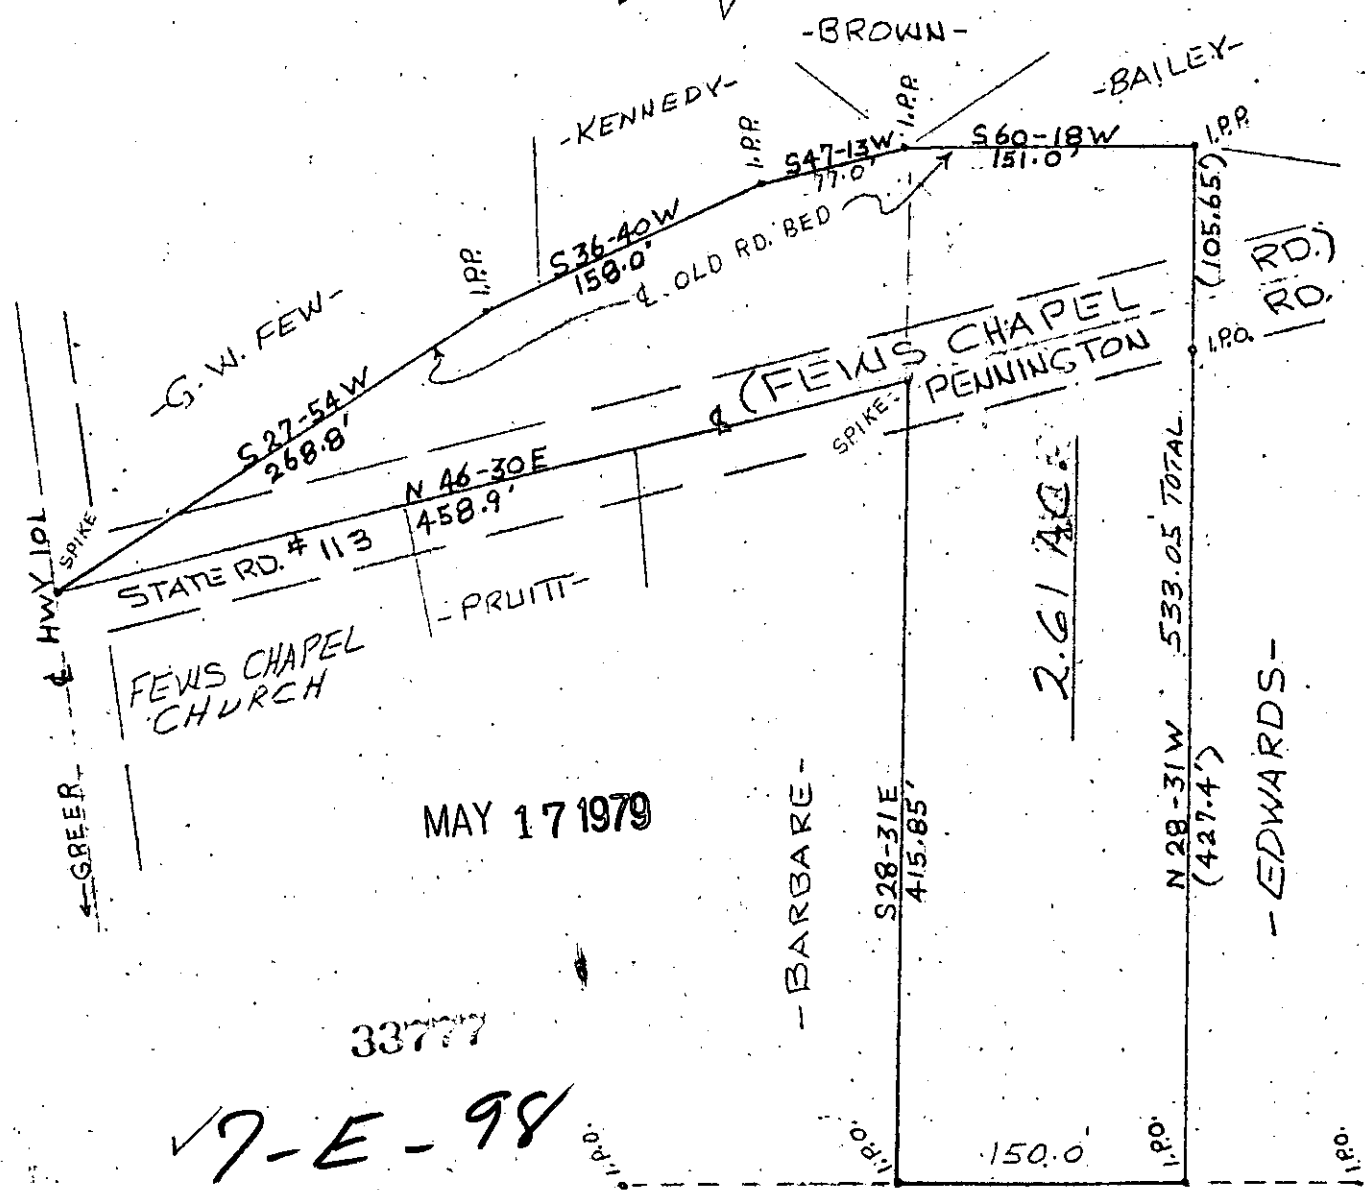 -BROWN-
-BAILEY-
-KENNEDY-
I.P.P.
I.P.P.
I.P.P.
S47-13W
77.0'
S60-18W
151.0'
(105.65)
I.P.P.
S36-40W
158.0'
℄ OLD RD. BED
-G. W. FEW-
S27-54W
268.8'
℄ (FEWS CHAPEL RD.)
PENNINGTON RD.
I.P.O.
SPIKE
N 46-30E
458.9'
STATE RD. # 113
SPIKE
℄ HWY 101
-PRUITT-
FEWS CHAPEL
CHURCH
2.61 AC.
N 28-31W 533.05 TOTAL
(427.4')
-EDWARDS-
←GREER-
MAY 17 1979
-BARBARE-
S28-31E
415.85'
33777
✓7-E-98
I.P.O.
I.P.O.
150.0
I.P.O.
I.P.O.